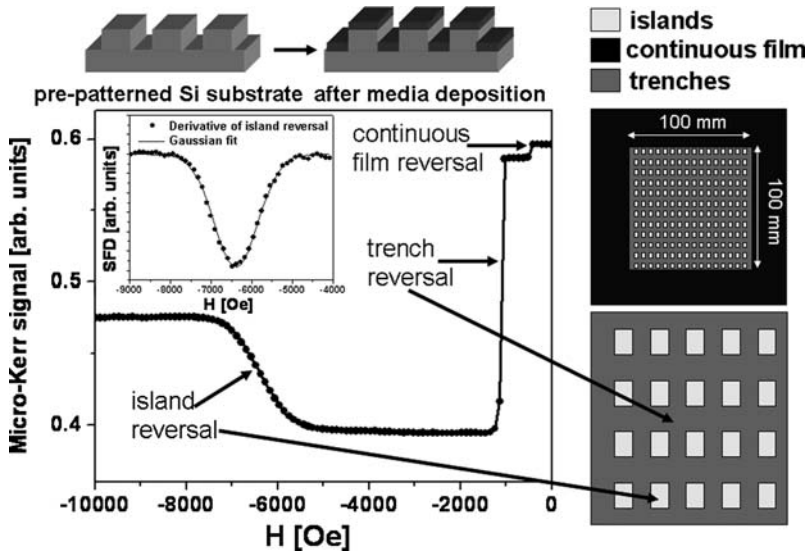 islands
continuous film
trenches
pre-patterned Si substrate after media deposition
100 mm
100 mm
Micro-Kerr signal [arb. units]
0.6
0.5
0.4
-10000 -8000 -6000 -4000 -2000 0
H [Oe]
Derivative of island reversal
Gaussian fit
SFD [arb. units]
-9000 -8000 -7000 -6000 -5000 -4000
H [Oe]
continuous
film reversal
trench
reversal
island
reversal